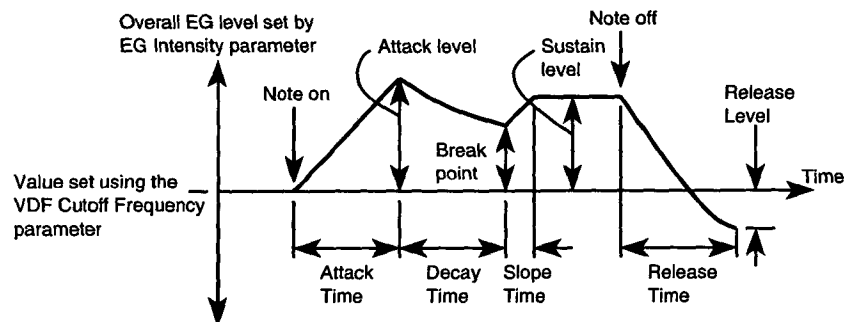 Overall EG level set by
EG Intensity parameter
Attack level
Sustain
level
Note off
Note on
Release
Level
Break
point
Value set using the
VDF Cutoff Frequency
parameter
Time
Attack
Time
Decay
Time
Slope
Time
Release
Time